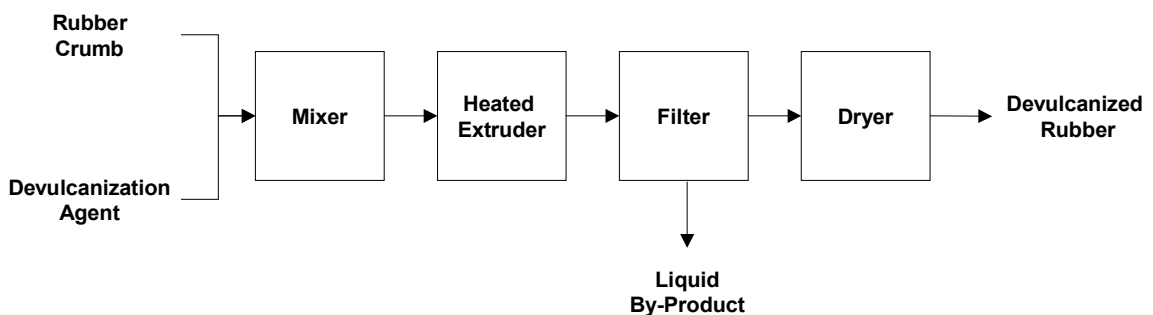 Rubber
Crumb
Mixer
Heated
Extruder
Filter
Dryer
Devulcanized
Rubber
Devulcanization
Agent
Liquid
By-Product